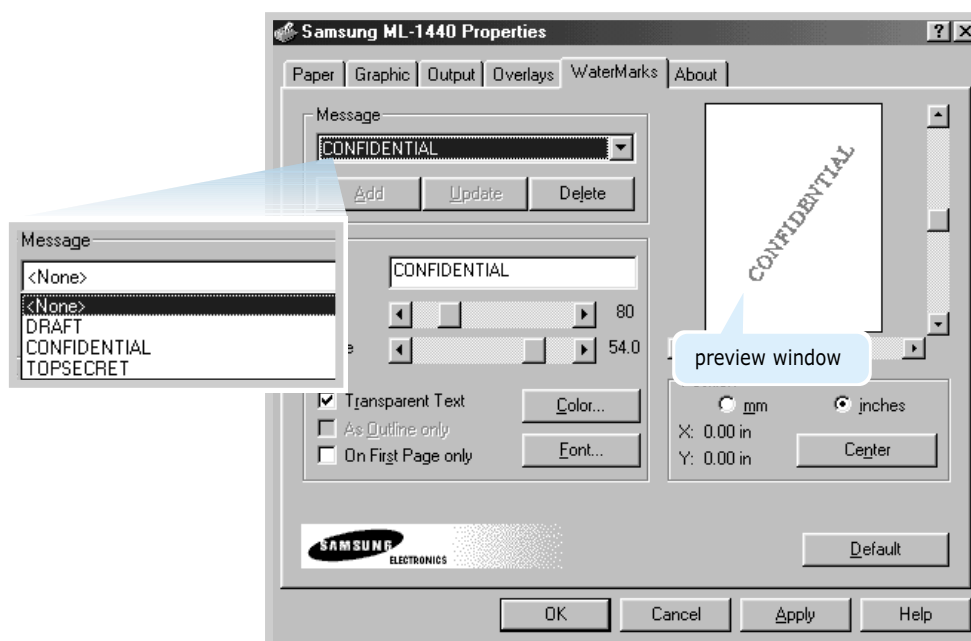 Samsung ML-1440 Properties
Paper Graphic Output Overlays WaterMarks About
Message
CONFIDENTIAL
Add Update Delete
Message
<None>
<None>
DRAFT
CONFIDENTIAL
TOPSECRET
CONFIDENTIAL
80
54.0
Transparent Text
As Outline only
On First Page only
Color...
Font...
CONFIDENTIAL
preview window
mm inches
X: 0.00 in
Y: 0.00 in
Center
SAMSUNG
ELECTRONICS
Default
OK Cancel Apply Help